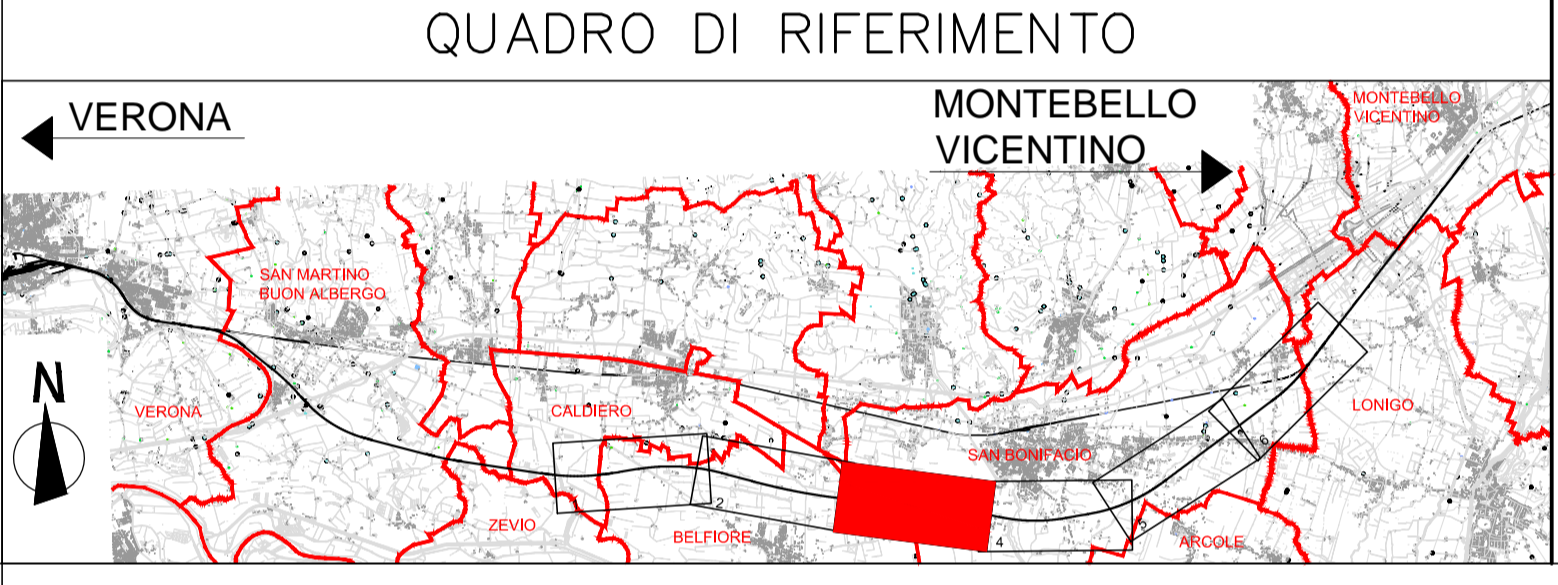 QUADRO DI RIFERIMENTO
VERONA
MONTEBELLO
VICENTINO
MONTEBELLO
VICENTINO
SAN MARTINO
BUON ALBERGO
N
VERONA
CALDIERO
LONIGO
SAN BONIFACIO
ZEVIO
BELFIORE
ARCOLE
1
2
4
5
6